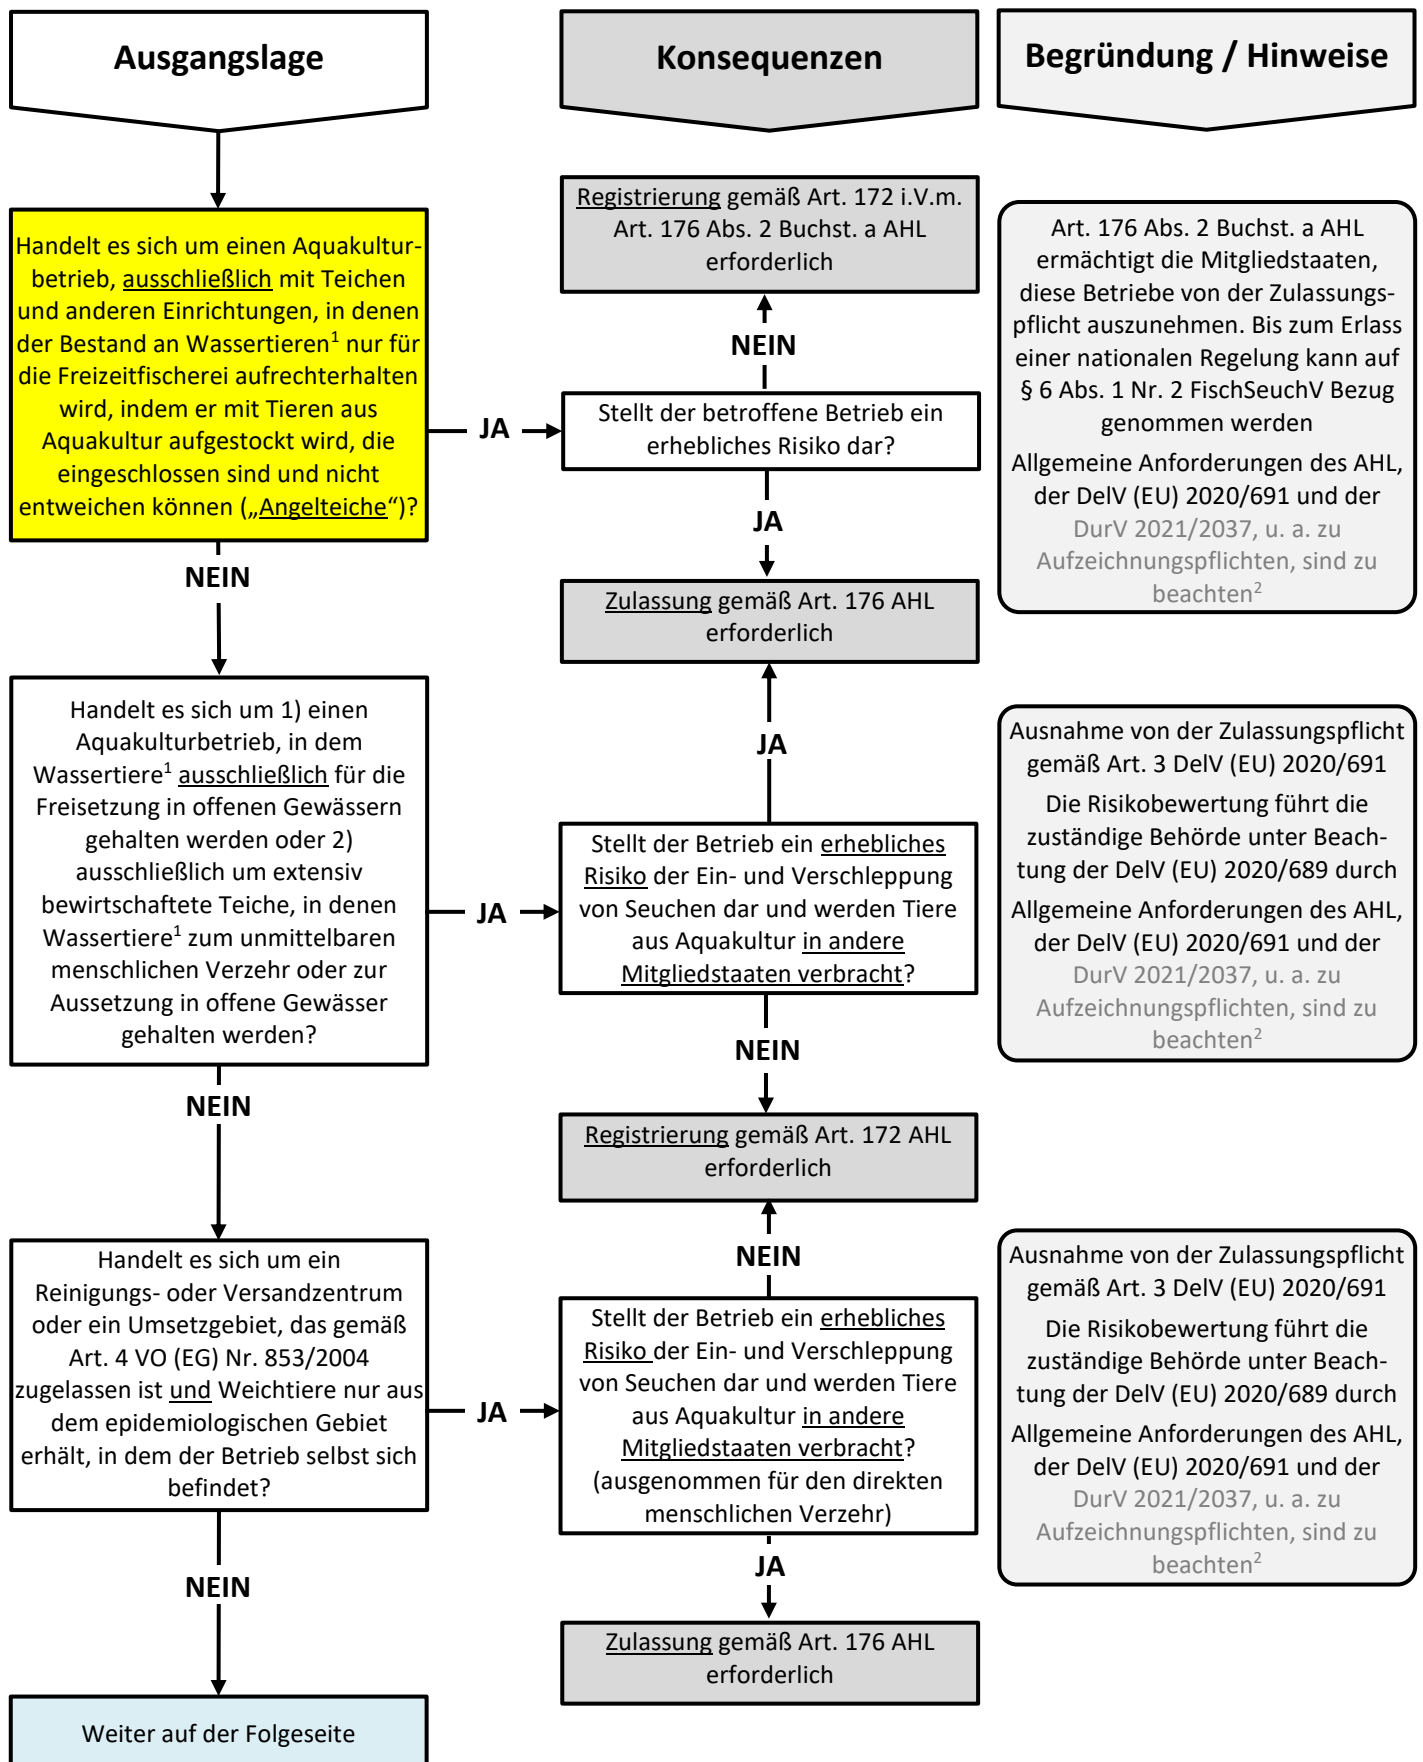 Ausgangslage
Konsequenzen
Begründung / Hinweise
Handelt es sich um einen Aquakultur-
betrieb, ausschließlich mit Teichen
und anderen Einrichtungen, in denen
der Bestand an Wassertieren¹ nur für
die Freizeitfischerei aufrechterhalten
wird, indem er mit Tieren aus
Aquakultur aufgestockt wird, die
eingeschlossen sind und nicht
entweichen können („Angelteiche“)?
JA
NEIN
Registrierung gemäß Art. 172 i.V.m.
Art. 176 Abs. 2 Buchst. a AHL
erforderlich
NEIN
Stellt der betroffene Betrieb ein
erhebliches Risiko dar?
JA
Zulassung gemäß Art. 176 AHL
erforderlich
Art. 176 Abs. 2 Buchst. a AHL
ermächtigt die Mitgliedstaaten,
diese Betriebe von der Zulassungs-
pflicht auszunehmen. Bis zum Erlass
einer nationalen Regelung kann auf
§ 6 Abs. 1 Nr. 2 FischSeuchV Bezug
genommen werden
Allgemeine Anforderungen des AHL,
der DelV (EU) 2020/691 und der
DurV 2021/2037, u. a. zu
Aufzeichnungspflichten, sind zu
beachten²
Handelt es sich um 1) einen
Aquakulturbetrieb, in dem
Wassertiere¹ ausschließlich für die
Freisetzung in offenen Gewässern
gehalten werden oder 2)
ausschließlich um extensiv
bewirtschaftete Teiche, in denen
Wassertiere¹ zum unmittelbaren
menschlichen Verzehr oder zur
Aussetzung in offene Gewässer
gehalten werden?
JA
NEIN
JA
Stellt der Betrieb ein erhebliches
Risiko der Ein- und Verschleppung
von Seuchen dar und werden Tiere
aus Aquakultur in andere
Mitgliedstaaten verbracht?
NEIN
Registrierung gemäß Art. 172 AHL
erforderlich
Ausnahme von der Zulassungspflicht
gemäß Art. 3 DelV (EU) 2020/691
Die Risikobewertung führt die
zuständige Behörde unter Beach-
tung der DelV (EU) 2020/689 durch
Allgemeine Anforderungen des AHL,
der DelV (EU) 2020/691 und der
DurV 2021/2037, u. a. zu
Aufzeichnungspflichten, sind zu
beachten²
Handelt es sich um ein
Reinigungs- oder Versandzentrum
oder ein Umsetzgebiet, das gemäß
Art. 4 VO (EG) Nr. 853/2004
zugelassen ist und Weichtiere nur aus
dem epidemiologischen Gebiet
erhält, in dem der Betrieb selbst sich
befindet?
JA
NEIN
NEIN
Stellt der Betrieb ein erhebliches
Risiko der Ein- und Verschleppung
von Seuchen dar und werden Tiere
aus Aquakultur in andere
Mitgliedstaaten verbracht?
(ausgenommen für den direkten
menschlichen Verzehr)
JA
Zulassung gemäß Art. 176 AHL
erforderlich
Ausnahme von der Zulassungspflicht
gemäß Art. 3 DelV (EU) 2020/691
Die Risikobewertung führt die
zuständige Behörde unter Beach-
tung der DelV (EU) 2020/689 durch
Allgemeine Anforderungen des AHL,
der DelV (EU) 2020/691 und der
DurV 2021/2037, u. a. zu
Aufzeichnungspflichten, sind zu
beachten²
Weiter auf der Folgeseite